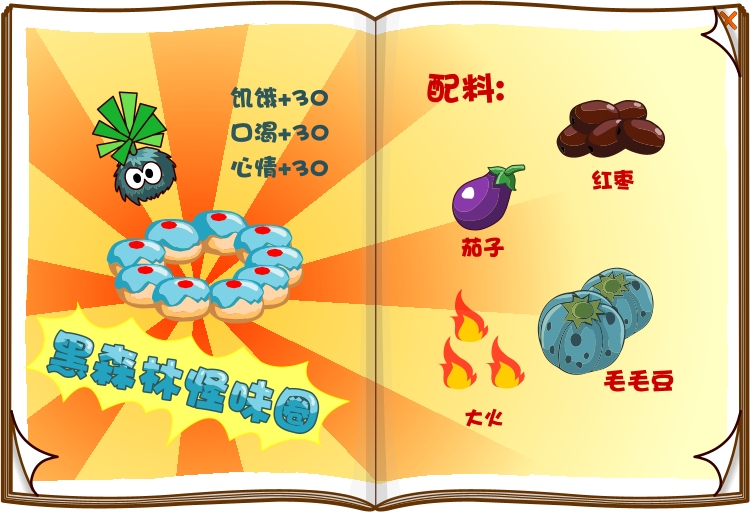 饥饿+30
口渴+30
心情+30
黑森林怪味圈
配料:
红枣
茄子
毛毛豆
大火